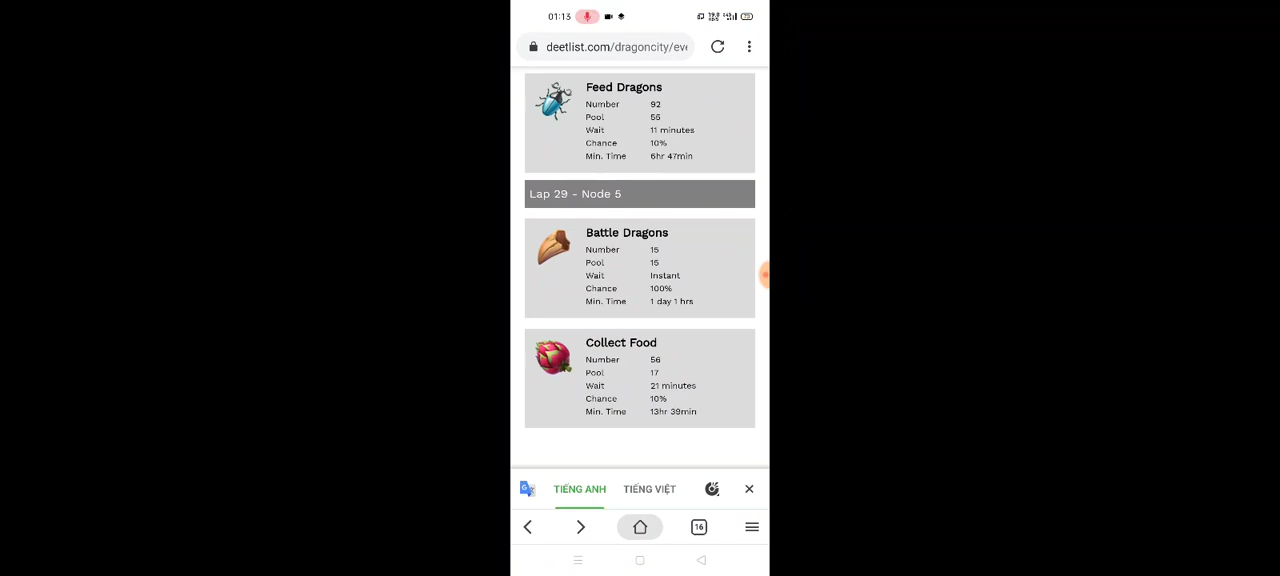 01:13
deetlist.com/dragoncity/eve
Feed Dragons
Number 92
Pool 55
Wait 11 minutes
Chance 10%
Min. Time 6hr 47min
Lap 29 - Node 5
Battle Dragons
Number 15
Pool 15
Wait Instant
Chance 100%
Min. Time 1 day 1 hrs
Collect Food
Number 56
Pool 17
Wait 21 minutes
Chance 10%
Min. Time 13hr 39min
TIẾNG ANH TIẾNG VIỆT
16